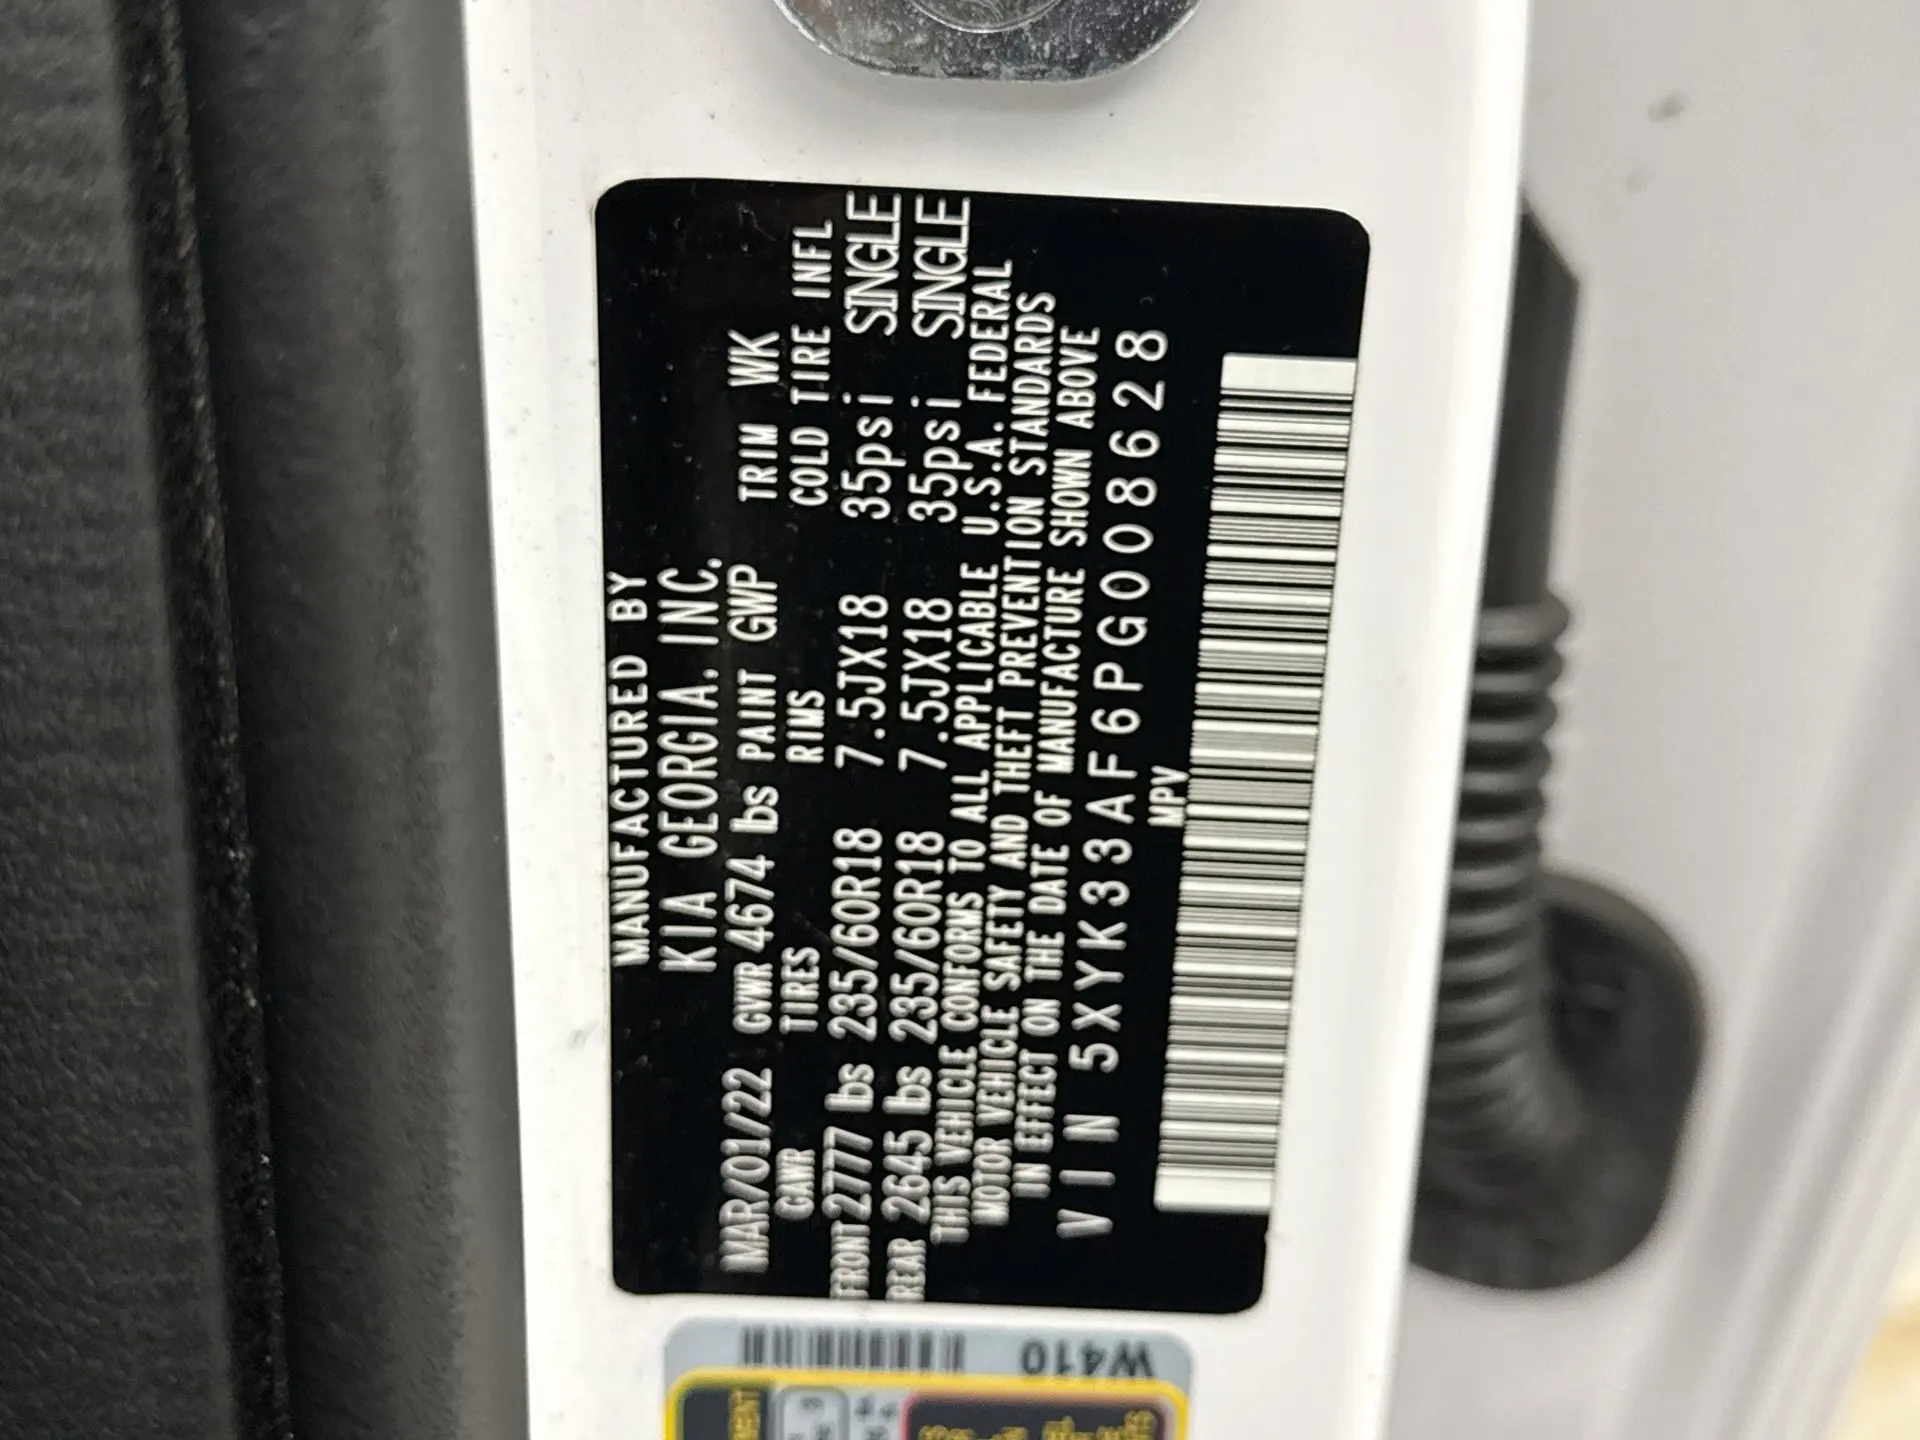 MANUFACTURED BY
KIA GEORGIA, INC.
MAR/01/22 GVWR 4674 lbs PAINT GWP TRIM WK
GAWR TIRES RIMS COLD TIRE INFL
FRONT 2777 lbs 235/60R18 7.5JX18 35psi SINGLE
REAR 2645 lbs 235/60R18 7.5JX18 35psi SINGLE
THIS VEHICLE CONFORMS TO ALL APPLICABLE U.S.A. FEDERAL
MOTOR VEHICLE SAFETY AND THEFT PREVENTION STANDARDS
IN EFFECT ON THE DATE OF MANUFACTURE SHOWN ABOVE
VIN 5XYK33AF6PG008628
MPV
W410